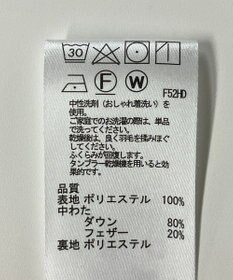 30
F W F52HD
中性洗剤(おしゃれ着洗い)を
使用。
ご家庭でのお洗濯の際は、単品
で洗ってください。
乾燥後は、良く羽毛を揉みほぐ
してください。
ふくらみが回復します。
タンブラー乾燥機を用いると効
果的です。
品質
表地 ポリエステル 100%
中わた
ダウン 80%
フェザー 20%
裏地 ポリエステル